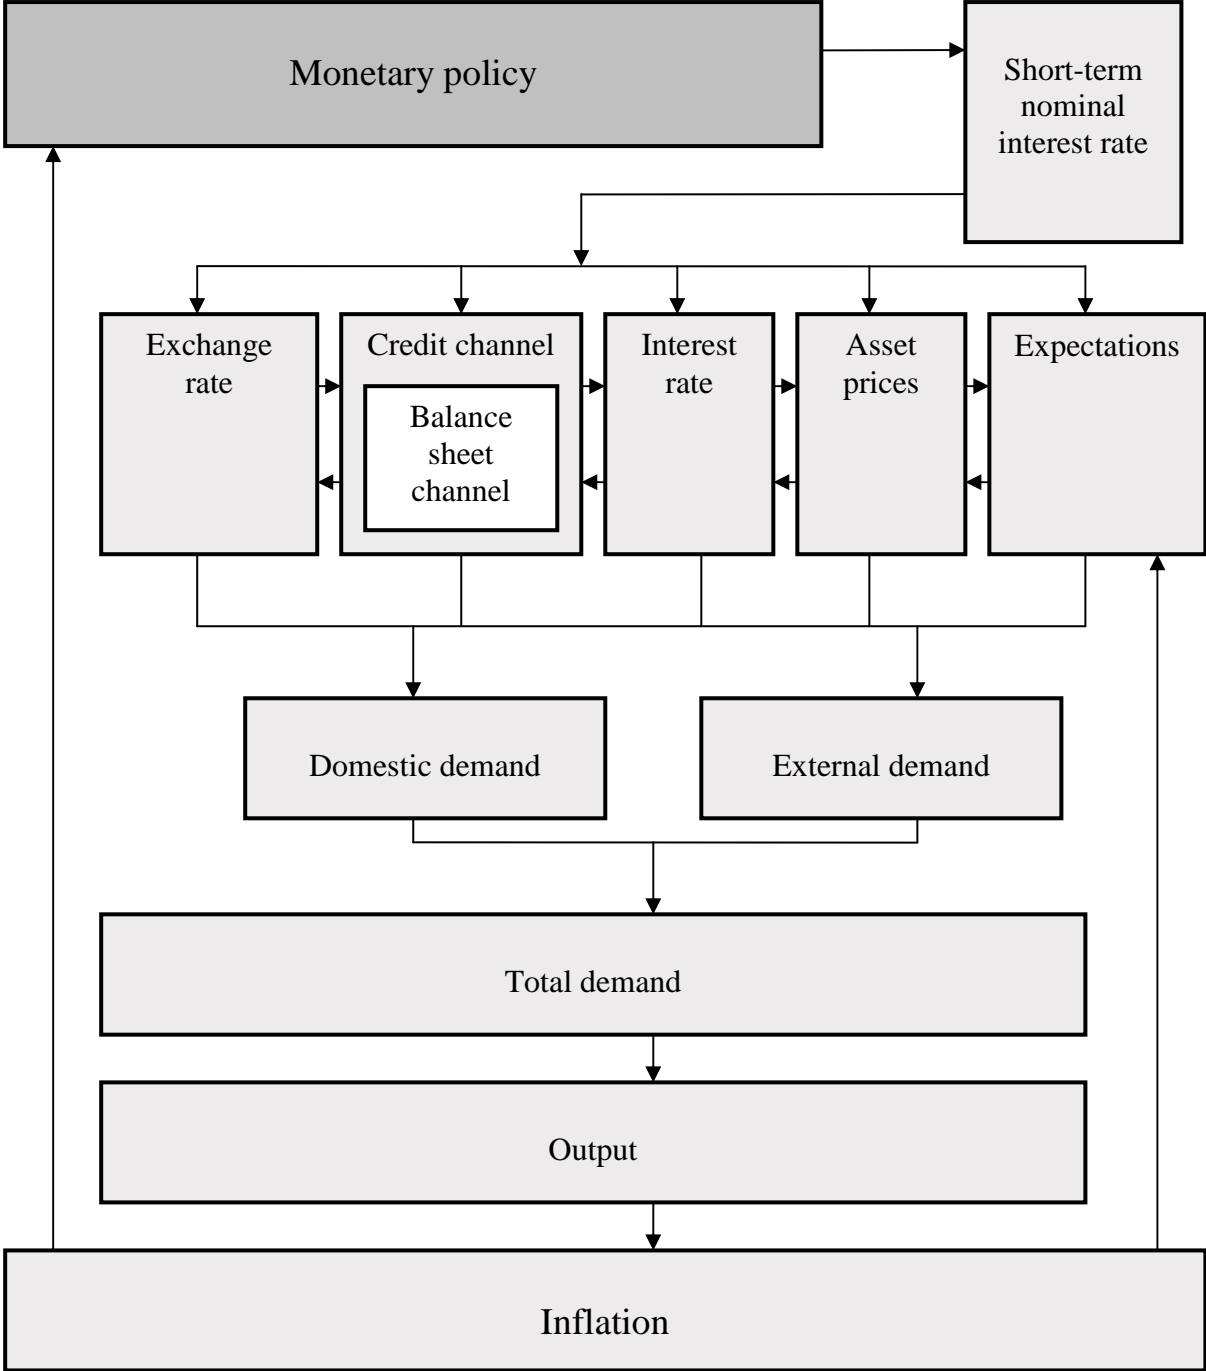 Monetary policy
Short-term
nominal
interest rate
Exchange
rate
Credit channel
Balance
sheet
channel
Interest
rate
Asset
prices
Expectations
Domestic demand
External demand
Total demand
Output
Inflation